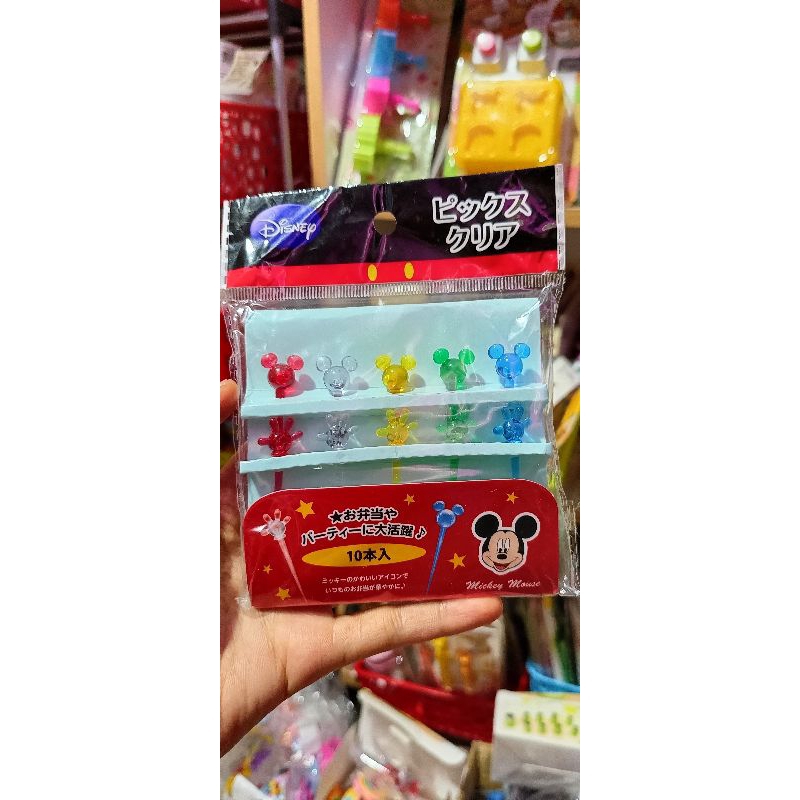 Disney
ピックス
クリア
★お弁当や
パーティーに大活躍♪
10本入
ミッキーのかわいいアイコンで
いつものお弁当が華やかに♪
Mickey Mouse